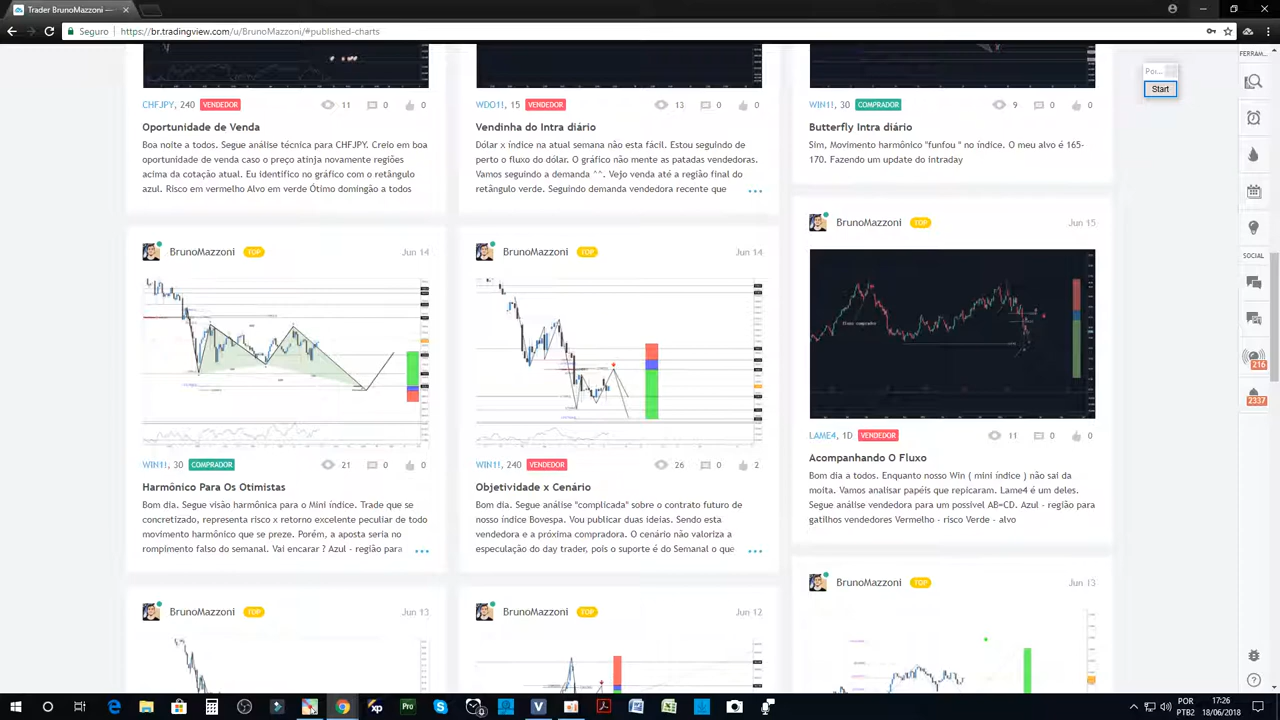 Trader BrunoMazzoni —
Seguro
https://br.tradingview.com/u/BrunoMazzoni/#published-charts
CHFJPY, 240 VENDEDOR 11 0 0
Oportunidade de Venda
Boa noite a todos. Segue análise técnica para CHFJPY. Creio em boa
oportunidade de venda caso o preço atinja novamente regiões
acima da cotação atual. Eu identifico no gráfico com o retângulo
azul. Risco em vermelho Alvo em verde Ótimo domingão a todos
WDO1!, 15 VENDEDOR 13 0 0
Vendinha do Intra diário
Dólar x índice na atual semana não esta fácil. Estou seguindo de
perto o fluxo do dólar. O gráfico não mente as patadas vendedoras.
Vamos seguindo a demanda ^^. Vejo venda até a região final do
retângulo verde. Seguindo demanda vendedora recente que ...
WIN1!, 30 COMPRADOR 9 0 0
Butterfly Intra diário
Sim, Movimento harmônico "funfou " no índice. O meu alvo é 165-
170. Fazendo um update do intraday
BrunoMazzoni TOP Jun 14
WIN1!, 30 COMPRADOR 21 0 0
Harmônico Para Os Otimistas
Bom dia. Segue visão harmônica para o Mini índice. Trade que se
concretizado, representa risco x retorno excelente peculiar de todo
movimento harmônico que se preze. Porém, a aposta seria no
rompimento falso do semanal. Vai encarar ? Azul - região para ...
BrunoMazzoni TOP Jun 14
WIN1!, 240 VENDEDOR 26 0 2
Objetividade x Cenário
Bom dia. Segue análise "complicada" sobre o contrato futuro de
nosso índice Bovespa. Vou publicar duas ideias. Sendo esta
vendedora e a próxima compradora. O cenário não valoriza a
especulação do day trader, pois o suporte é do Semanal o que ...
BrunoMazzoni TOP Jun 15
LAME4, 1D VENDEDOR 11 0 0
Acompanhando O Fluxo
Bom dia a todos. Enquanto nosso Win ( mini índice ) não sai da
moita. Vamos analisar papéis que repicaram. Lame4 é um deles.
Segue análise vendedora para um possivel AB=CD. Azul - região para
gatilhos vendedores Vermelho - risco Verde - alvo
BrunoMazzoni TOP Jun 13
BrunoMazzoni TOP Jun 12
BrunoMazzoni TOP Jun 13
Por...
Start
FERRAM...
SOCIAL
216
2337
POR
PTB2
17:26
18/06/2018